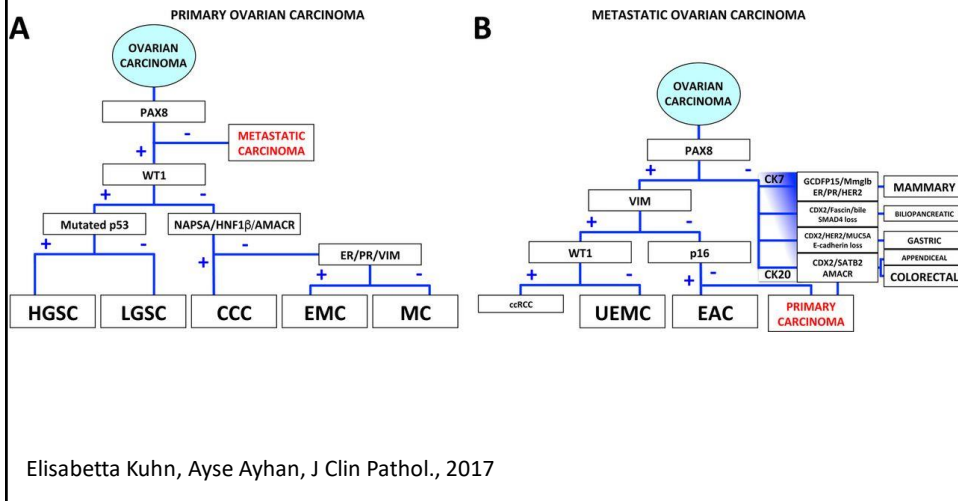 PRIMARY OVARIAN CARCINOMA
A
OVARIAN
CARCINOMA
PAX8
-
+
METASTATIC
CARCINOMA
WT1
+
-
Mutated p53
NAPSA/HNF1β/AMACR
+
-
+
-
ER/PR/VIM
+
-
HGSC
LGSC
CCC
EMC
MC
METASTATIC OVARIAN CARCINOMA
B
OVARIAN
CARCINOMA
PAX8
+
-
VIM
+
-
WT1
p16
+
-
+
-
ccRCC
UEMC
EAC
PRIMARY
CARCINOMA
CK7
GCDFP15/Mmglb
ER/PR/HER2
MAMMARY
CDX2/Fascin/bile
SMAD4 loss
BILIOPANCREATIC
CDX2/HER2/MUC5A
E-cadherin loss
GASTRIC
CK20
CDX2/SATB2
AMACR
APPENDICEAL
COLORECTAL
Elisabetta Kuhn, Ayse Ayhan, J Clin Pathol., 2017